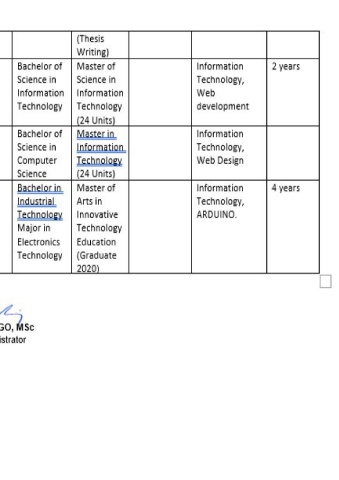 (Thesis
Writing)
Bachelor of
Science in
Information
Technology
Master of
Science in
Information
Technology
(24 Units)
Information
Technology,
Web
development
2 years
Bachelor of
Science in
Computer
Science
Master in
Information
Technology
(24 Units)
Information
Technology,
Web Design
Bachelor in
Industrial
Technology
Major in
Electronics
Technology
Master of
Arts in
Innovative
Technology
Education
(Graduate
2020)
Information
Technology,
ARDUINO.
4 years
GO, MSc
istrator